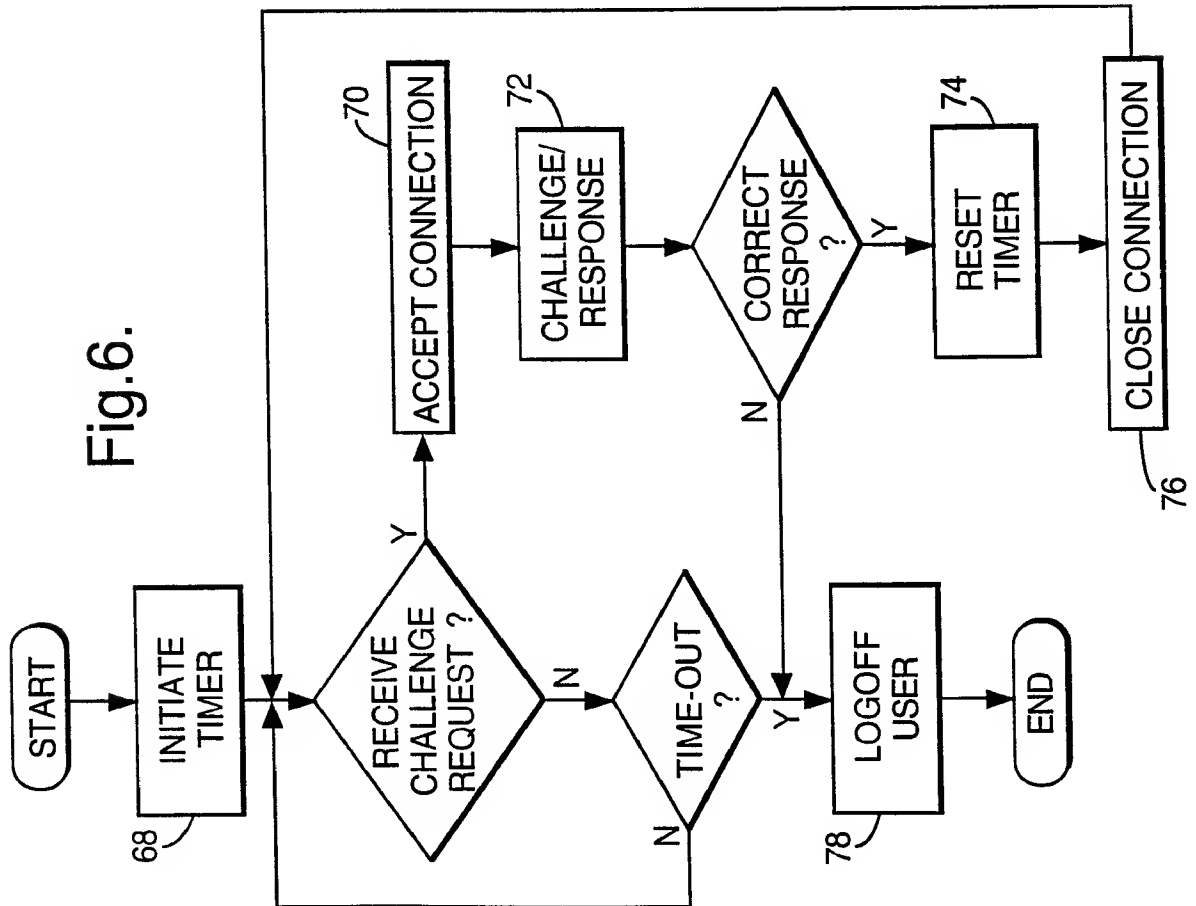 Fig.6.
START
INITIATE
TIMER
68
RECEIVE
CHALLENGE
REQUEST ?
Y
N
70
ACCEPT CONNECTION
72
CHALLENGE/
RESPONSE
CORRECT
RESPONSE
?
N
Y
TIME-OUT
?
N
Y
74
RESET
TIMER
CLOSE CONNECTION
76
LOGOFF
USER
78
END